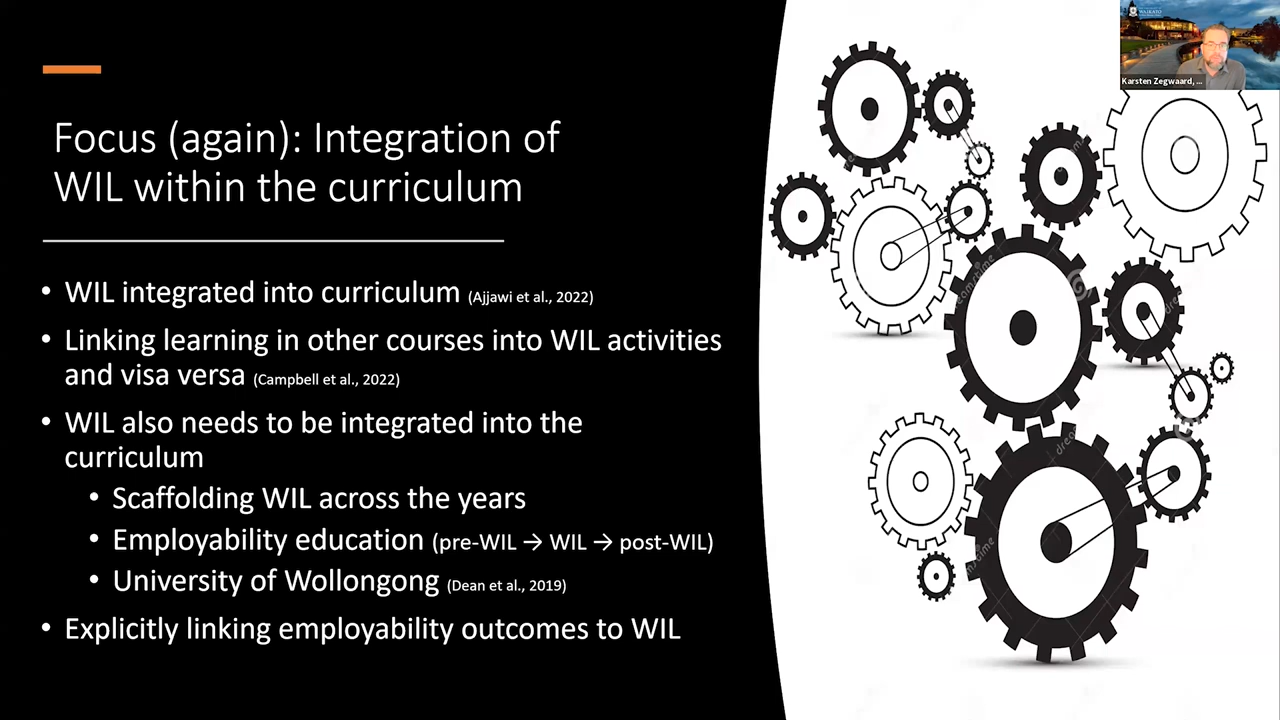 WAIKATO
Karsten Zegwaard, ...
Focus (again): Integration of
WIL within the curriculum
• WIL integrated into curriculum (Ajjawi et al., 2022)
• Linking learning in other courses into WIL activities
and visa versa (Campbell et al., 2022)
• WIL also needs to be integrated into the
curriculum
• Scaffolding WIL across the years
• Employability education (pre-WIL → WIL → post-WIL)
• University of Wollongong (Dean et al., 2019)
• Explicitly linking employability outcomes to WIL